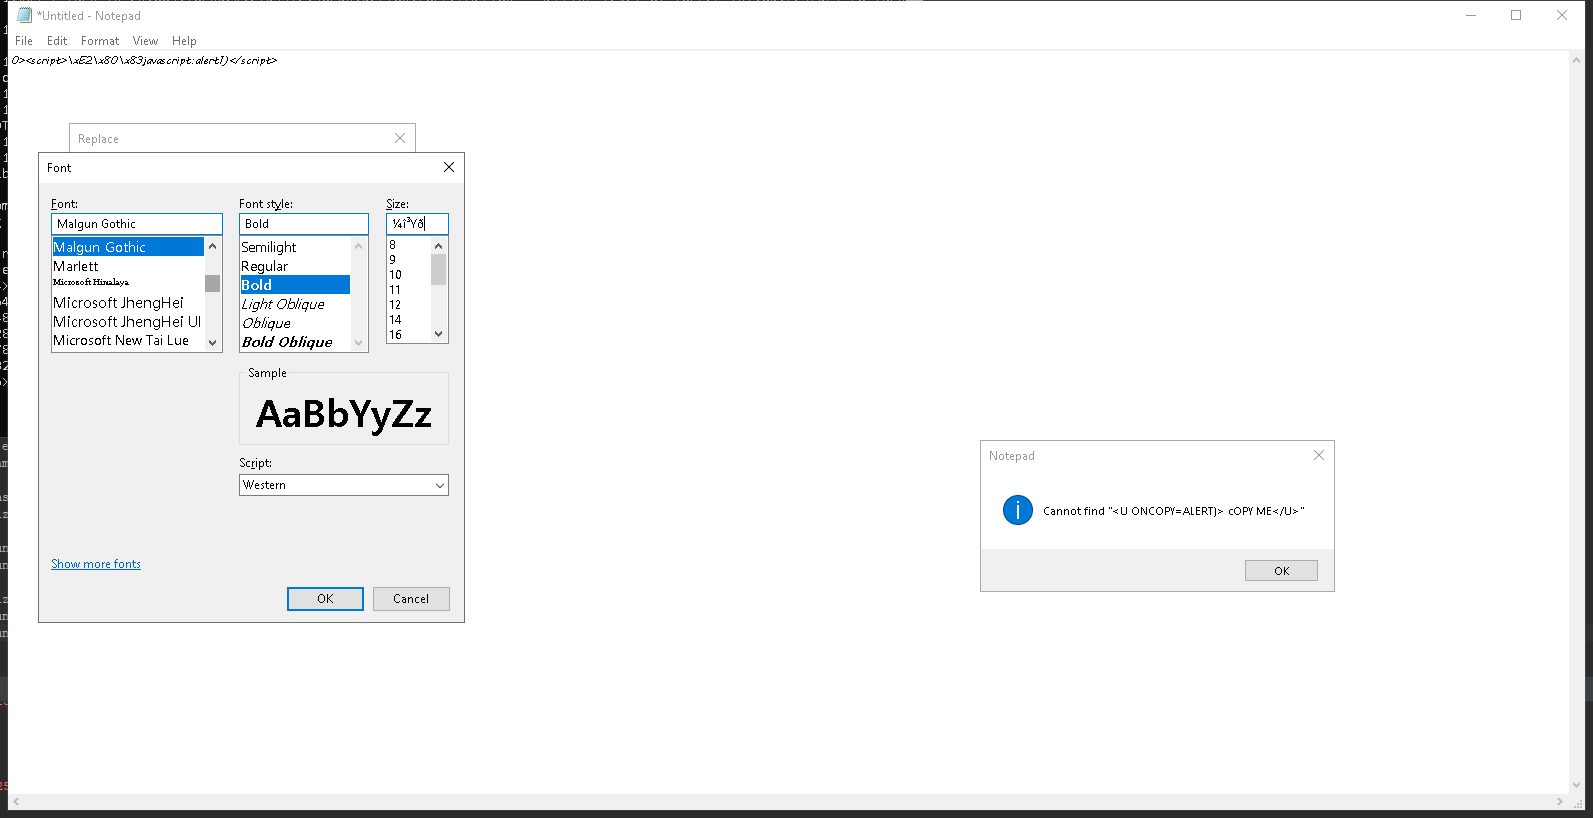 *Untitled - Notepad
File Edit Format View Help
0><script>\xE2\x80\x83javascript:alert1)</script>
Replace
Font
Font:
Malgun Gothic
Malgun Gothic
Marlett
Microsoft Himalaya
Microsoft JhengHei
Microsoft JhengHei UI
Microsoft New Tai Lue
Font style:
Bold
Semilight
Regular
Bold
Light Oblique
Oblique
Bold Oblique
Size:
¼î³Yð
8
9
10
11
12
14
16
Sample
AaBbYyZz
Script:
Western
Show more fonts
OK Cancel
Notepad
Cannot find "<U ONCOPY=ALERT)> cOPY ME</U>"
OK